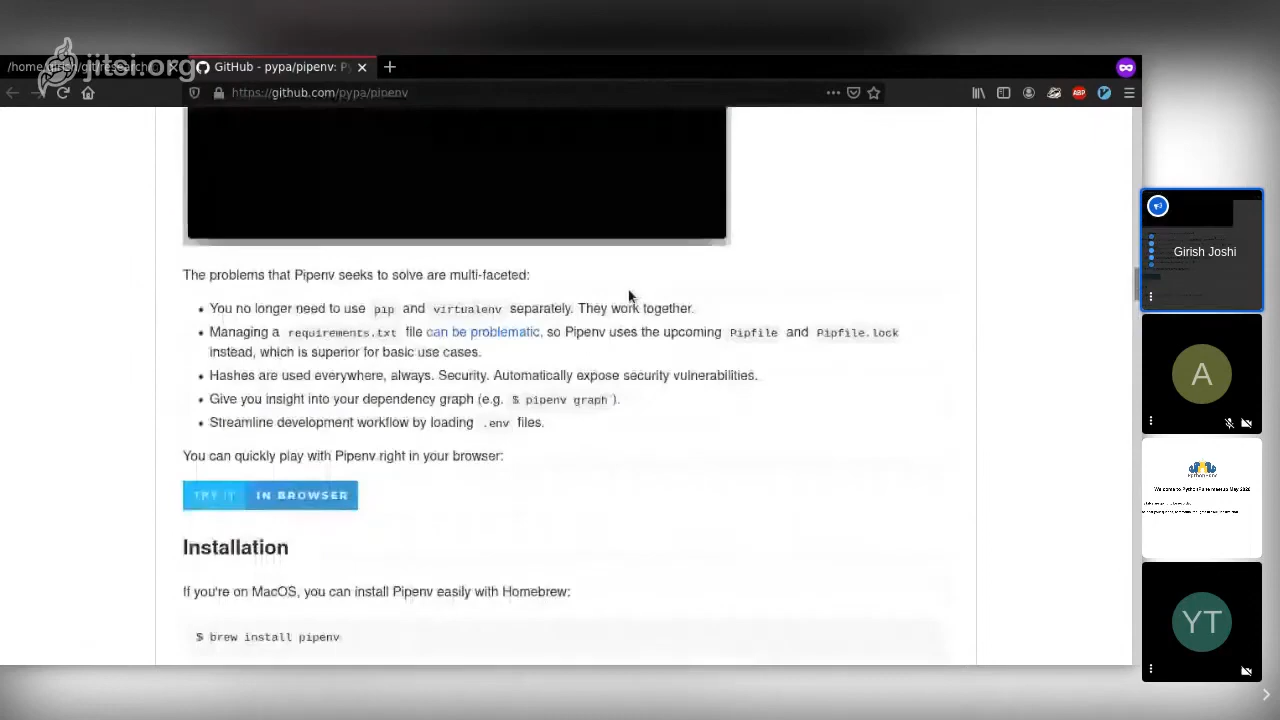 jitsi.org
GitHub - pypa/pipenv: P
https://github.com/pypa/pipenv
The problems that Pipenv seeks to solve are multi-faceted:
You no longer need to use pip and virtualenv separately. They work together.
Managing a requirements.txt file can be problematic, so Pipenv uses the upcoming Pipfile and Pipfile.lock
instead, which is superior for basic use cases.
Hashes are used everywhere, always. Security. Automatically expose security vulnerabilities.
Give you insight into your dependency graph (e.g. $ pipenv graph ).
Streamline development workflow by loading .env files.
You can quickly play with Pipenv right in your browser:
TRY IT IN BROWSER
Installation
If you're on MacOS, you can install Pipenv easily with Homebrew:
$ brew install pipenv
ABP
Girish Joshi
A
YT